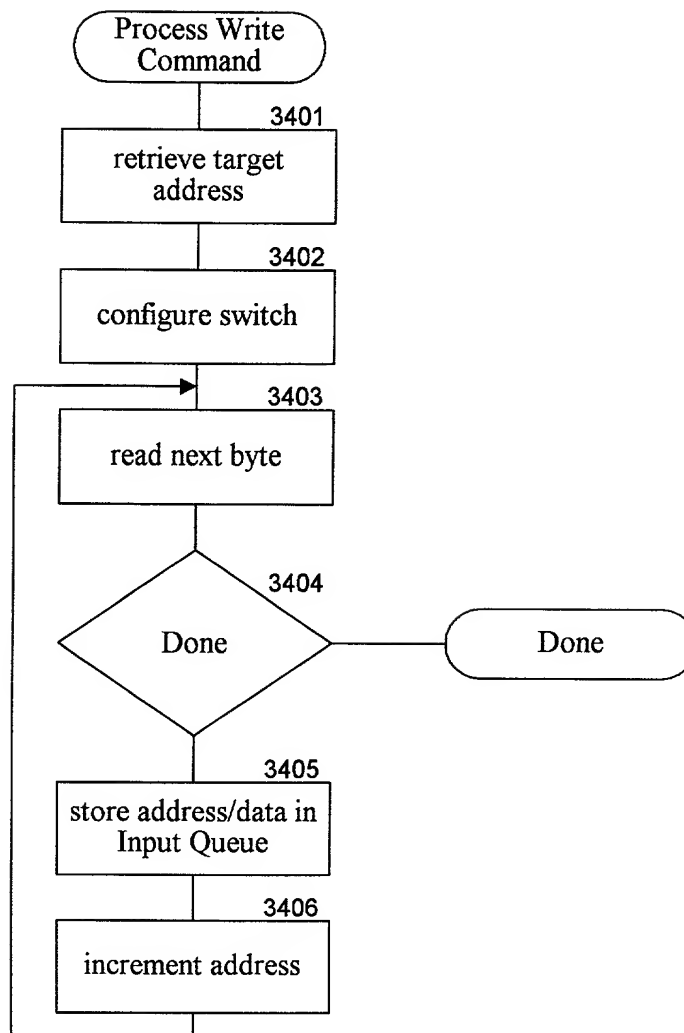 Process Write
Command
3401
retrieve target
address
3402
configure switch
3403
read next byte
3404
Done
Done
3405
store address/data in
Input Queue
3406
increment address